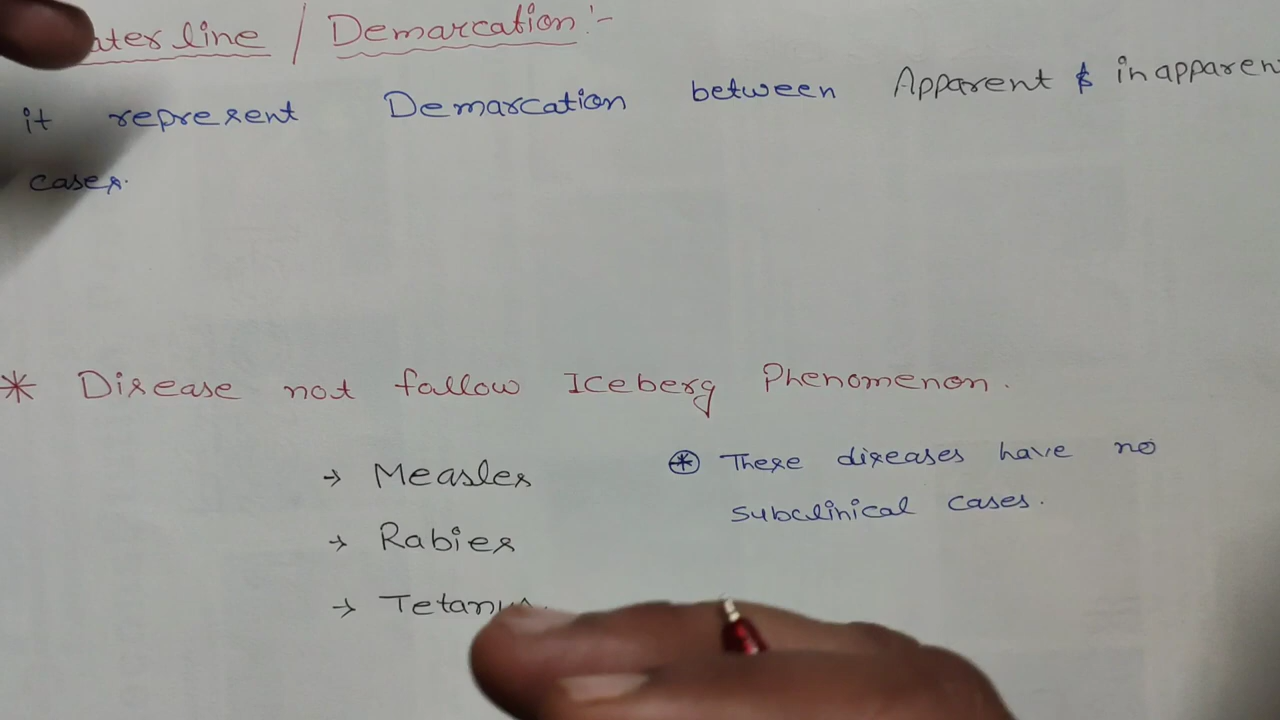 ater line / Demarcation :-
it represent Demarcation between Apparent & inapparen
cases.
* Disease not follow Iceberg Phenomenon.
→ Measles
→ Rabies
→ Tetanus.
* These diseases have no
subclinical cases.